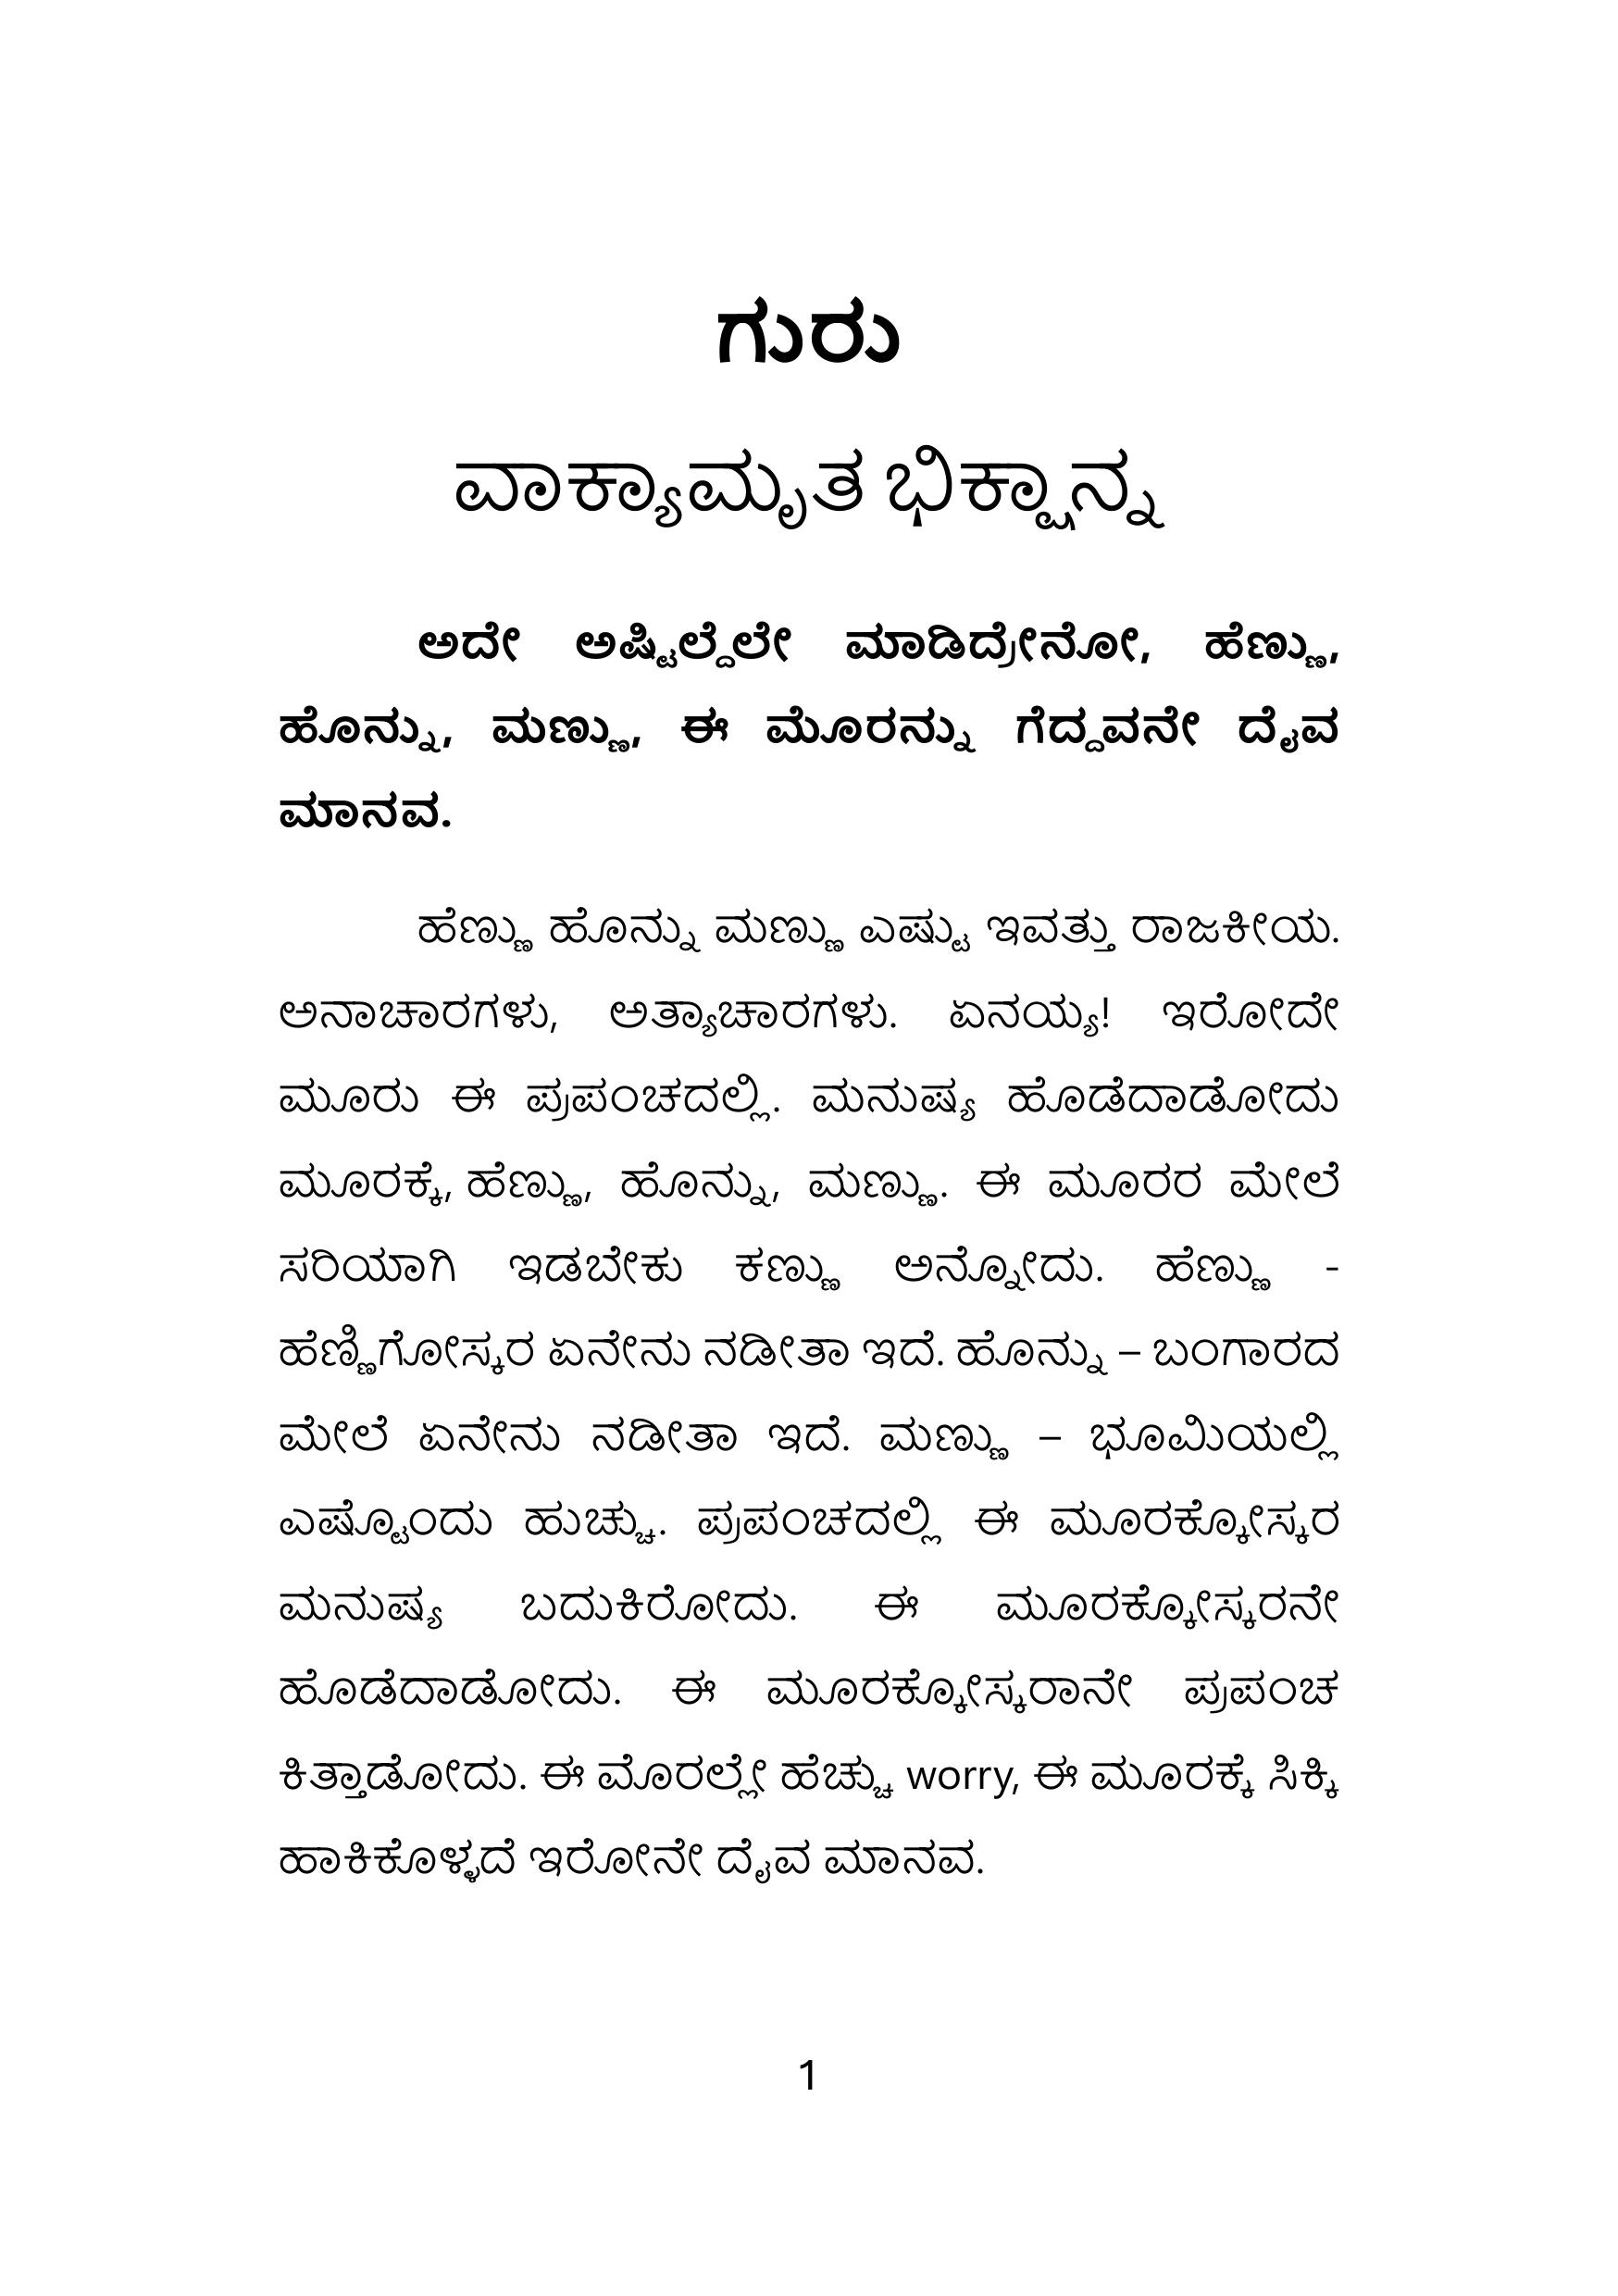 ಗುರು
ವಾಕ್ಯಾಮೃತ ಭಿಕ್ಷಾನ್ನ
ಅದೇ ಅಷ್ಟಿಲ್ದೆಲೇ ಮಾಡಿದ್ರೇನೋ, ಹೆಣ್ಣು,
ಹೊನ್ನು, ಮಣ್ಣು, ಈ ಮೊರನ್ನು ಗೆದ್ದವನೇ ದೈವ
ಮಾನವ.
ಹೆಣ್ಣು ಹೊನ್ನು ಮಣ್ಣು ಎಷ್ಟು ಇವತ್ತು ರಾಜಕೀಯ.
ಅನಾಚಾರಗಳು, ಅತ್ಯಾಚಾರಗಳು. ಏನಯ್ಯ! ಇರೋದೇ
ಮೂರು ಈ ಪ್ರಪಂಚದಲ್ಲಿ. ಮನುಷ್ಯ ಹೊಡೆದಾಡೋದು
ಮೂರಕ್ಕೆ, ಹೆಣ್ಣು, ಹೊನ್ನು, ಮಣ್ಣು. ಈ ಮೂರರ ಮೇಲೆ
ಸರಿಯಾಗಿ ಇಡಬೇಕು ಕಣ್ಣು ಅನ್ನೋದು. ಹೆಣ್ಣು -
ಹೆಣ್ಣಿಗೋಸ್ಕರ ಏನೇನು ನಡೀತಾ ಇದೆ. ಹೊನ್ನು – ಬಂಗಾರದ
ಮೇಲೆ ಏನೇನು ನಡೀತಾ ಇದೆ. ಮಣ್ಣು – ಭೂಮಿಯಲ್ಲಿ
ಎಷ್ಟೊಂದು ಹುಚ್ಚು. ಪ್ರಪಂಚದಲ್ಲಿ ಈ ಮೂರಕ್ಕೋಸ್ಕರ
ಮನುಷ್ಯ ಬದುಕಿರೋದು. ಈ ಮೂರಕ್ಕೋಸ್ಕರನೇ
ಹೊಡೆದಾಡೋದು. ಈ ಮೂರಕ್ಕೋಸ್ಕರಾನೇ ಪ್ರಪಂಚ
ಕಿತ್ತಾಡೋದು. ಈ ಮೊರಲ್ಲೇ ಹೆಚ್ಚು worry, ಈ ಮೂರಕ್ಕೆ ಸಿಕ್ಕಿ
ಹಾಕಿಕೊಳ್ಳದೆ ಇರೋನೇ ದೈವ ಮಾನವ.
1